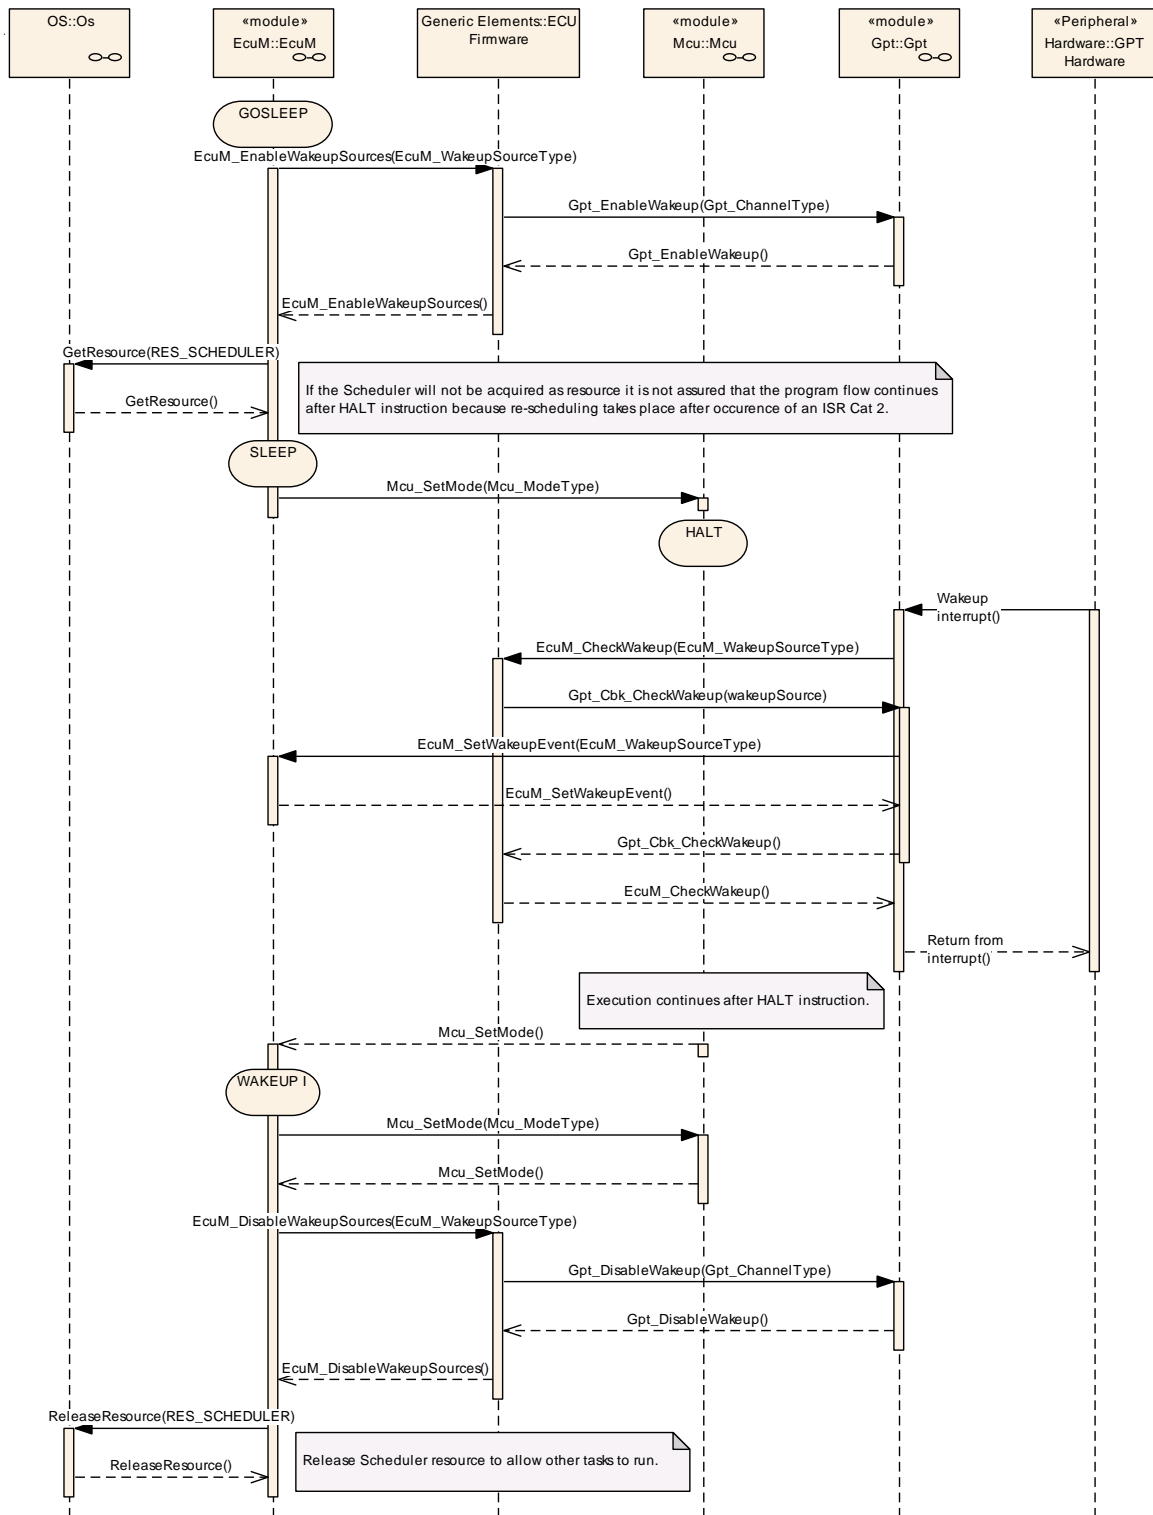 OS::Os
«module»
EcuM::EcuM
Generic Elements::ECU
Firmware
«module»
Mcu::Mcu
«module»
Gpt::Gpt
«Peripheral»
Hardware::GPT
Hardware
GOSLEEP
EcuM_EnableWakeupSources(EcuM_WakeupSourceType)
Gpt_EnableWakeup(Gpt_ChannelType)
Gpt_EnableWakeup()
EcuM_EnableWakeupSources()
GetResource(RES_SCHEDULER)
If the Scheduler will not be acquired as resource it is not assured that the program flow continues
after HALT instruction because re-scheduling takes place after occurence of an ISR Cat 2.
GetResource()
SLEEP
Mcu_SetMode(Mcu_ModeType)
HALT
Wakeup
interrupt()
EcuM_CheckWakeup(EcuM_WakeupSourceType)
Gpt_Cbk_CheckWakeup(wakeupSource)
EcuM_SetWakeupEvent(EcuM_WakeupSourceType)
EcuM_SetWakeupEvent()
Gpt_Cbk_CheckWakeup()
EcuM_CheckWakeup()
Return from
interrupt()
Execution continues after HALT instruction.
Mcu_SetMode()
WAKEUP I
Mcu_SetMode(Mcu_ModeType)
Mcu_SetMode()
EcuM_DisableWakeupSources(EcuM_WakeupSourceType)
Gpt_DisableWakeup(Gpt_ChannelType)
Gpt_DisableWakeup()
EcuM_DisableWakeupSources()
ReleaseResource(RES_SCHEDULER)
Release Scheduler resource to allow other tasks to run.
ReleaseResource()